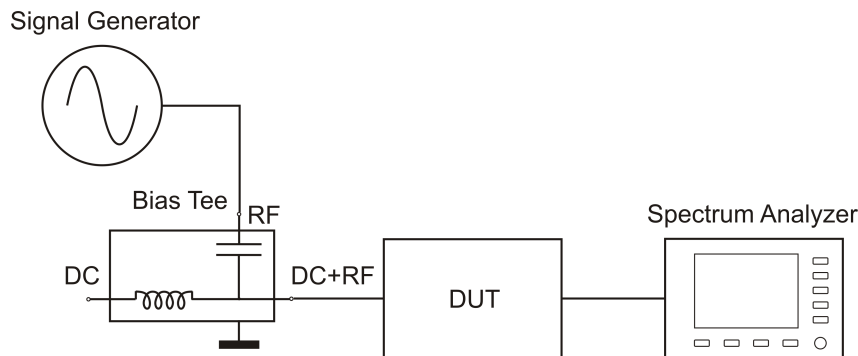 Signal Generator
Bias Tee
RF
Spectrum Analyzer
DC
DC+RF
DUT